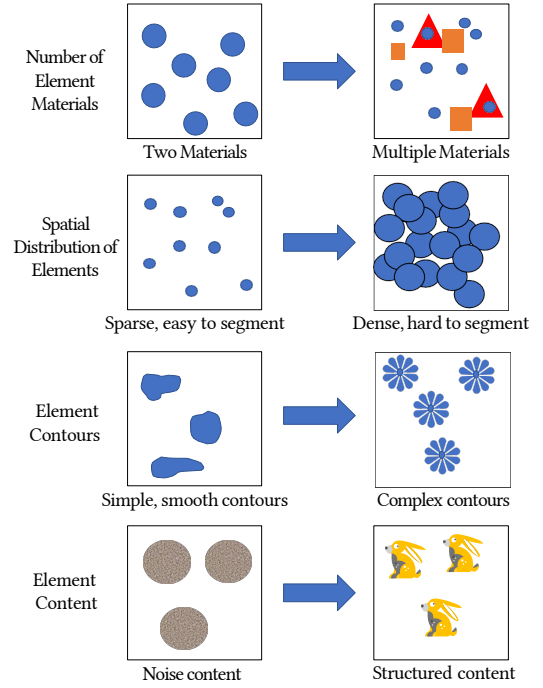 Number of
Element
Materials
Two Materials
Multiple Materials
Spatial
Distribution of
Elements
Sparse, easy to segment
Dense, hard to segment
Element
Contours
Simple, smooth contours
Complex contours
Element
Content
Noise content
Structured content